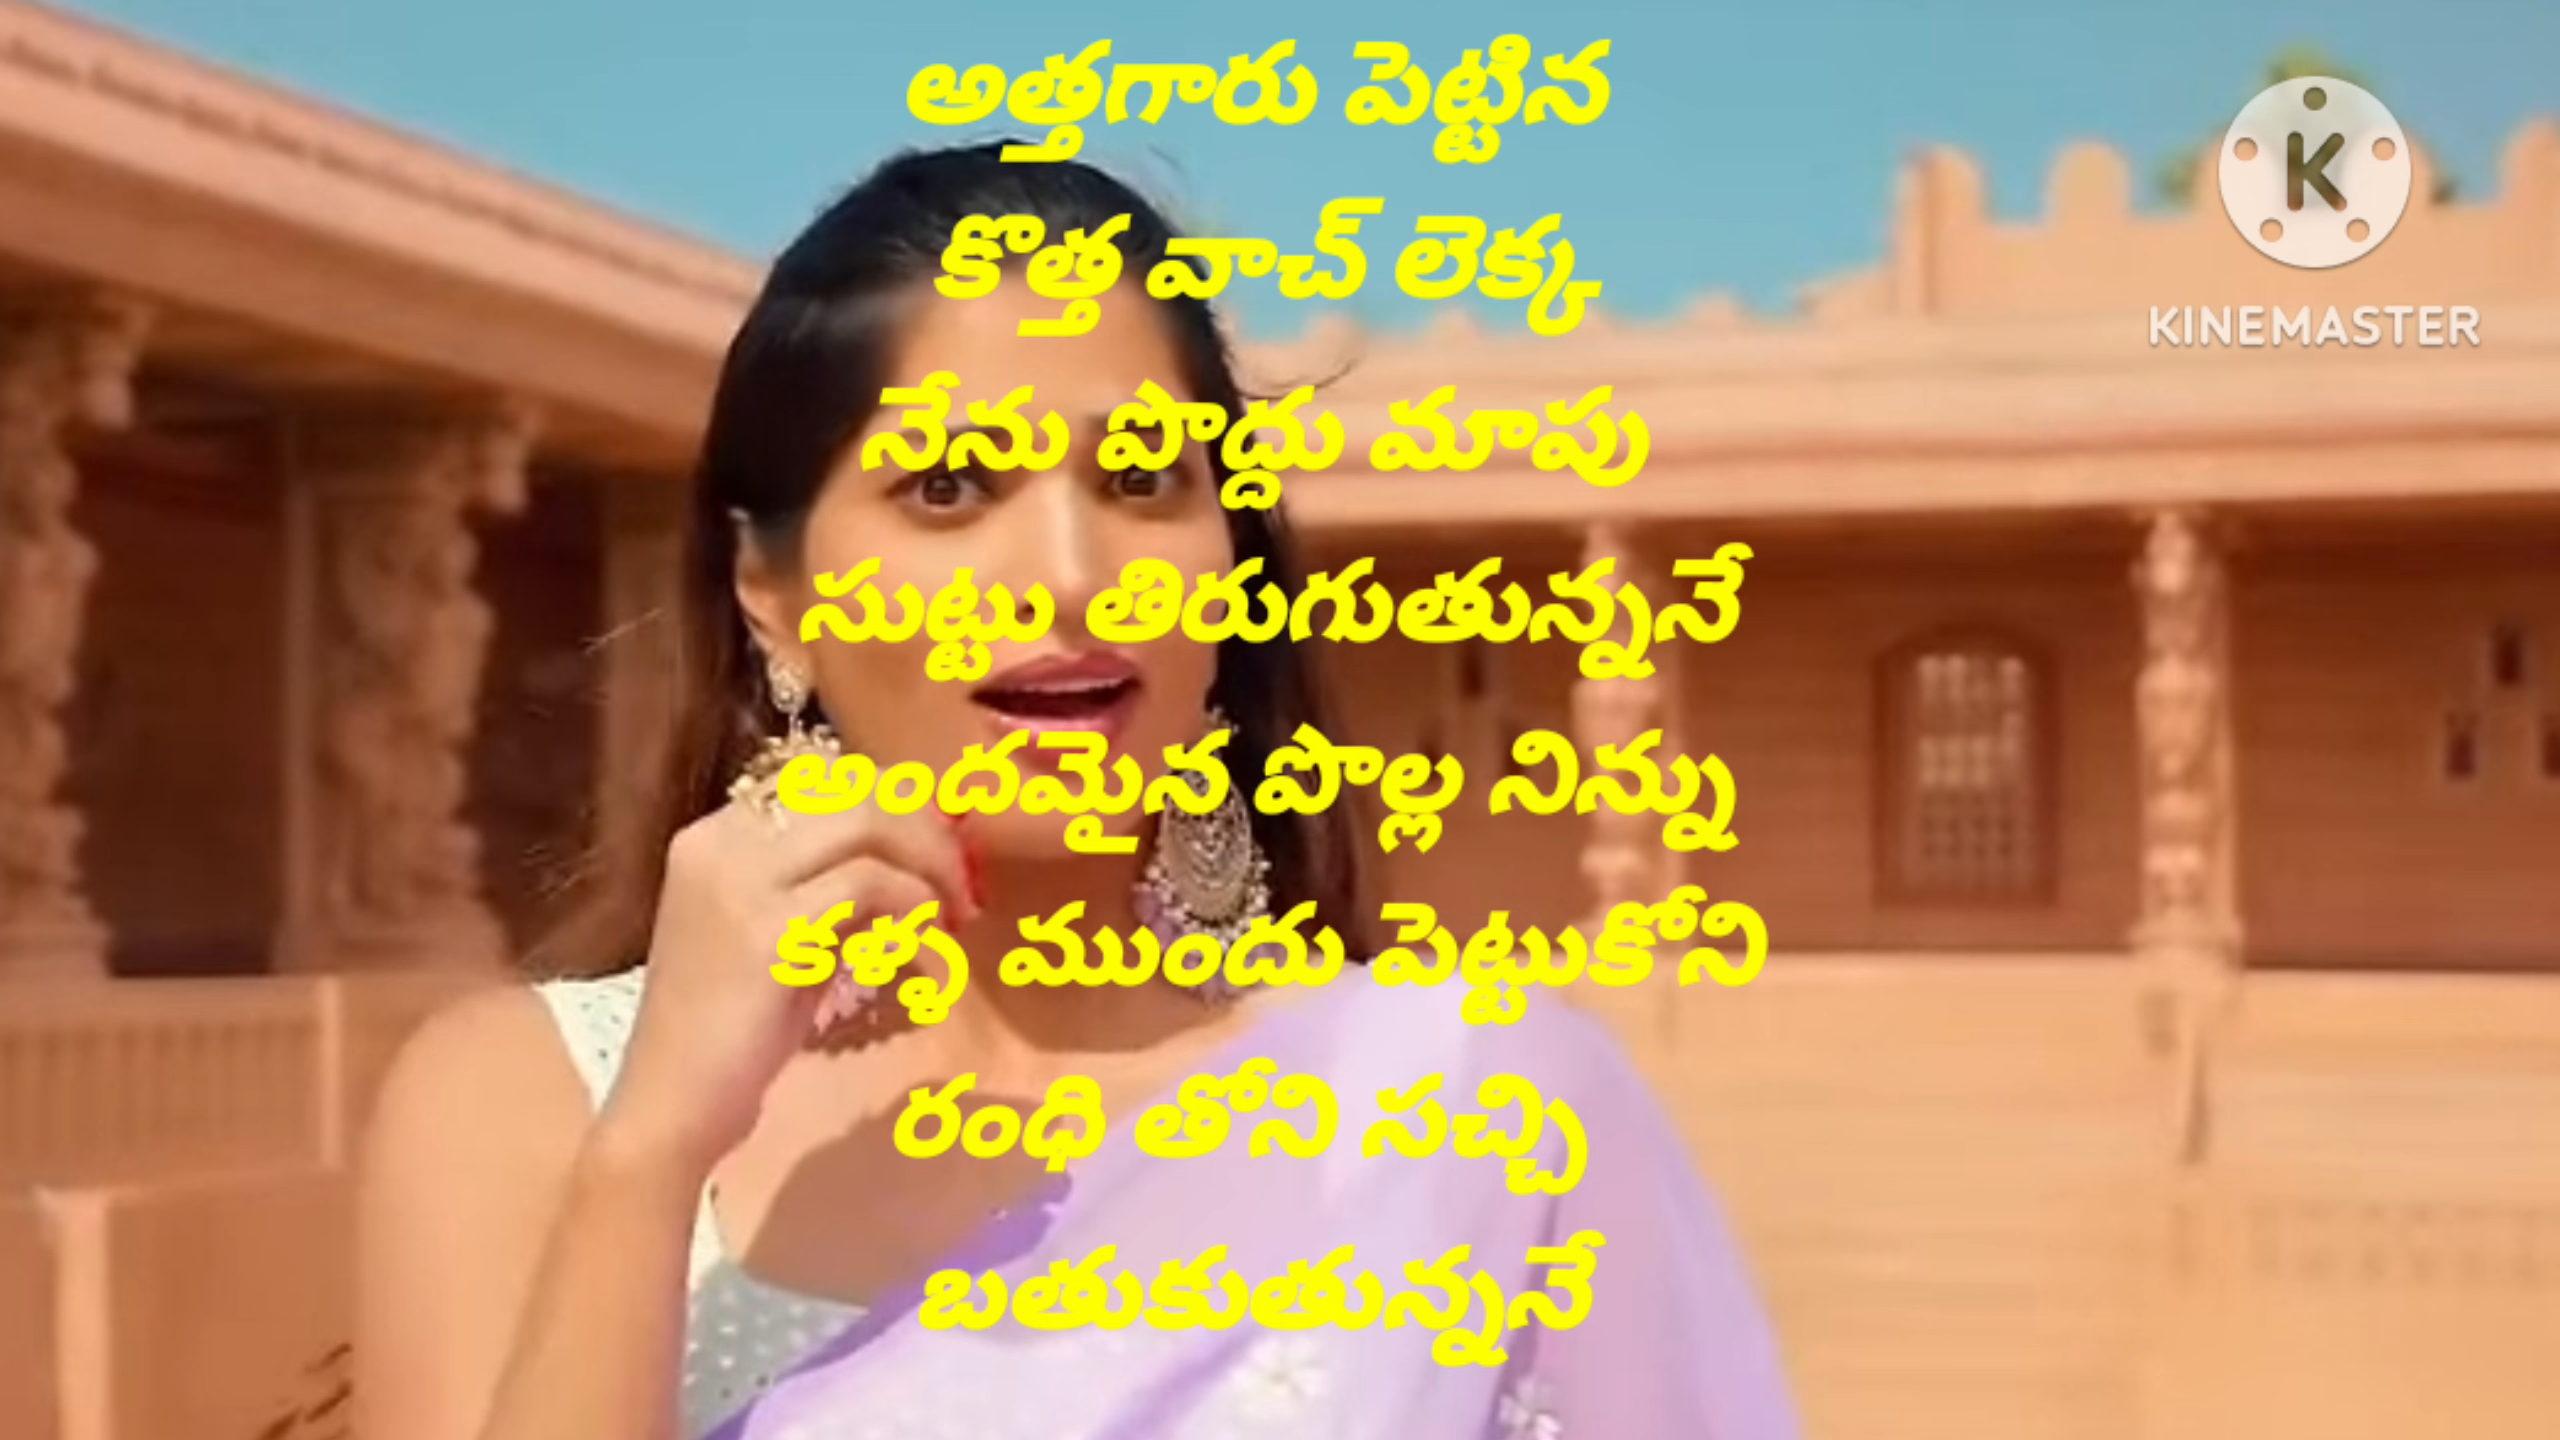 అత్తగారు పెట్టిన
కొత్త వాచ్ లెక్క
నేను పొద్దు మాపు
సుట్టు తిరుగుతున్ననే
అందమైన పొల్ల నిన్ను
కళ్ళ ముందు పెట్టుకోని
రంధి తోని సచ్చి
బతుకుతున్ననే
K
KINEMASTER